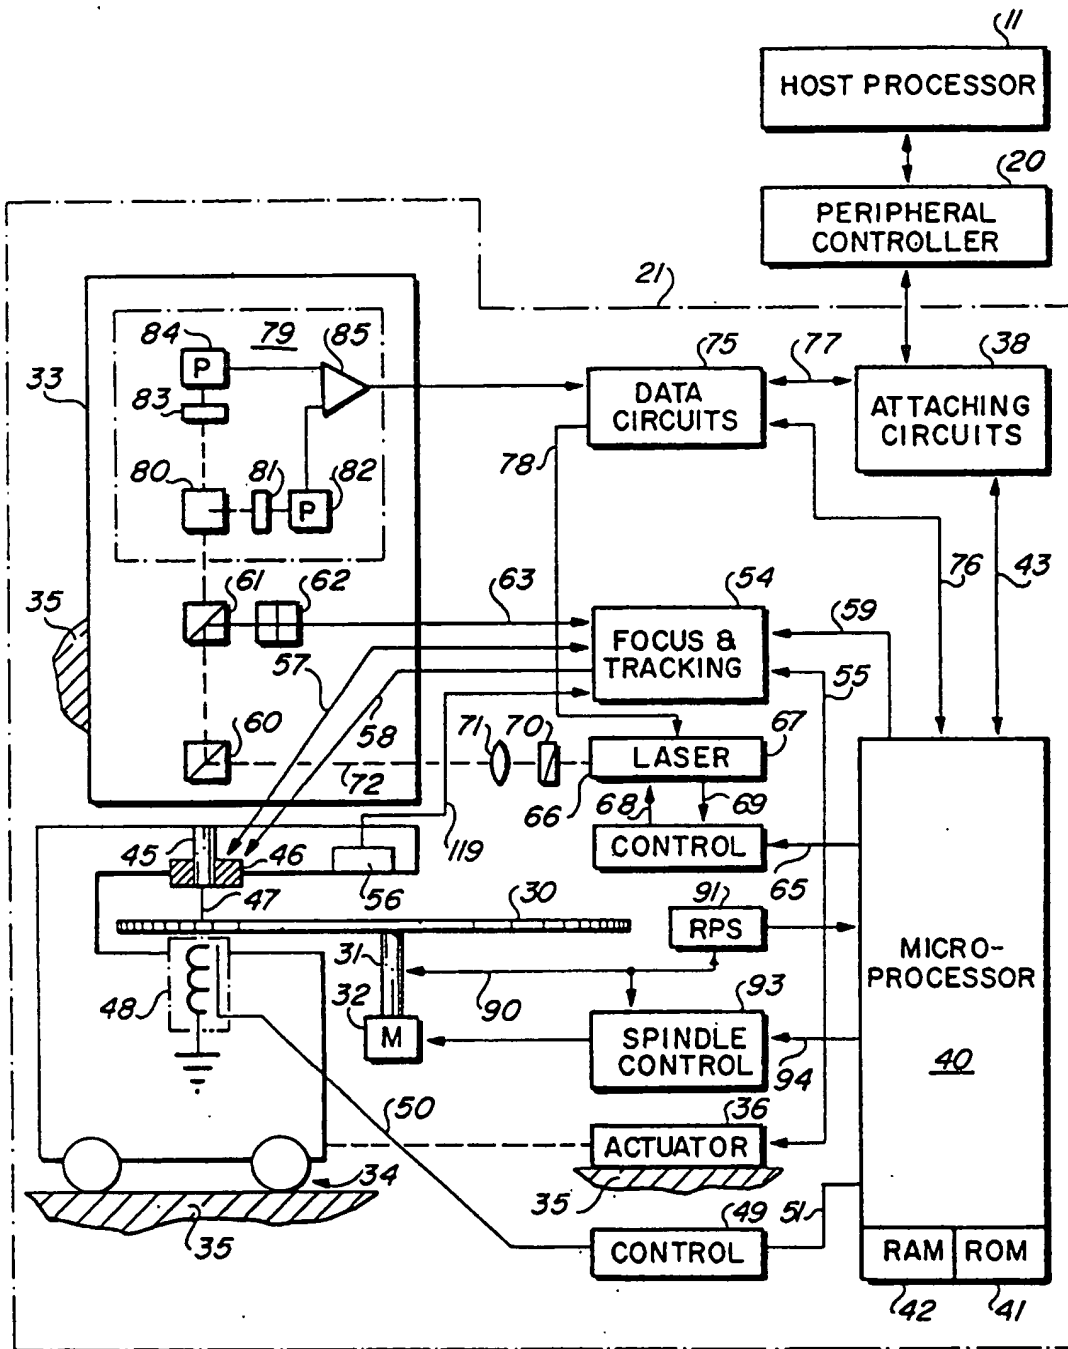 11
HOST PROCESSOR
20
PERIPHERAL
CONTROLLER
21
84
79
85
75
77
38
P
DATA
CIRCUITS
ATTACHING
CIRCUITS
33
83
78
80
81
82
P
61
62
63
54
59
76
43
35
FOCUS &
TRACKING
57
58
55
60
71
70
67
72
LASER
66
68
69
45
46
119
CONTROL
65
56
47
30
91
RPS
31
MICRO-
PROCESSOR
48
32
90
93
M
SPINDLE
CONTROL
94
40
50
36
ACTUATOR
34
35
35
49
51
CONTROL
RAM
ROM
42
41